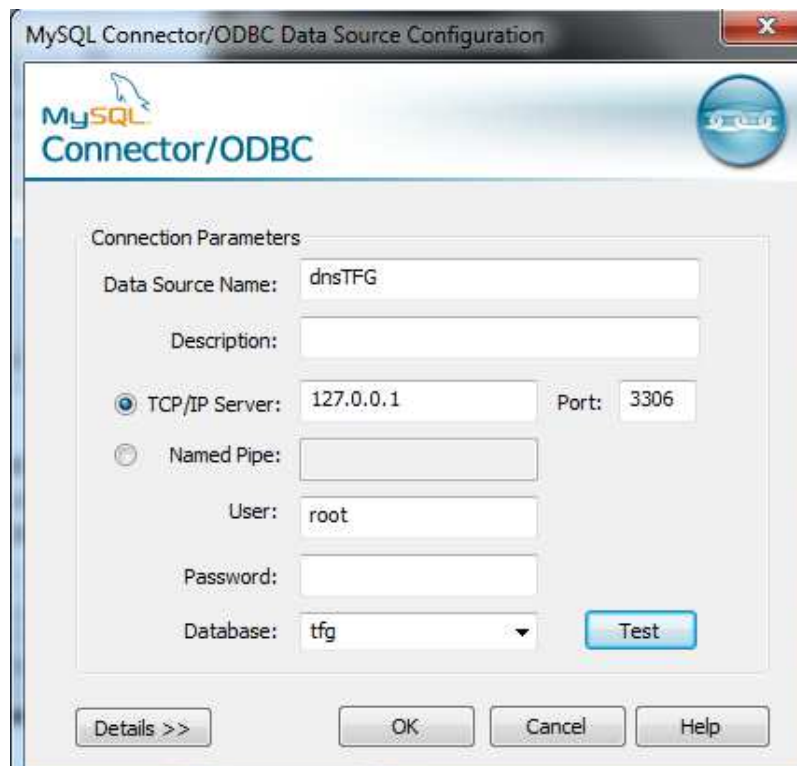 MySQL Connector/ODBC Data Source Configuration
MySQL
Connector/ODBC
Connection Parameters
Data Source Name: dnsTFG
Description:
TCP/IP Server: 127.0.0.1 Port: 3306
Named Pipe:
User: root
Password:
Database: tfg Test
Details >> OK Cancel Help